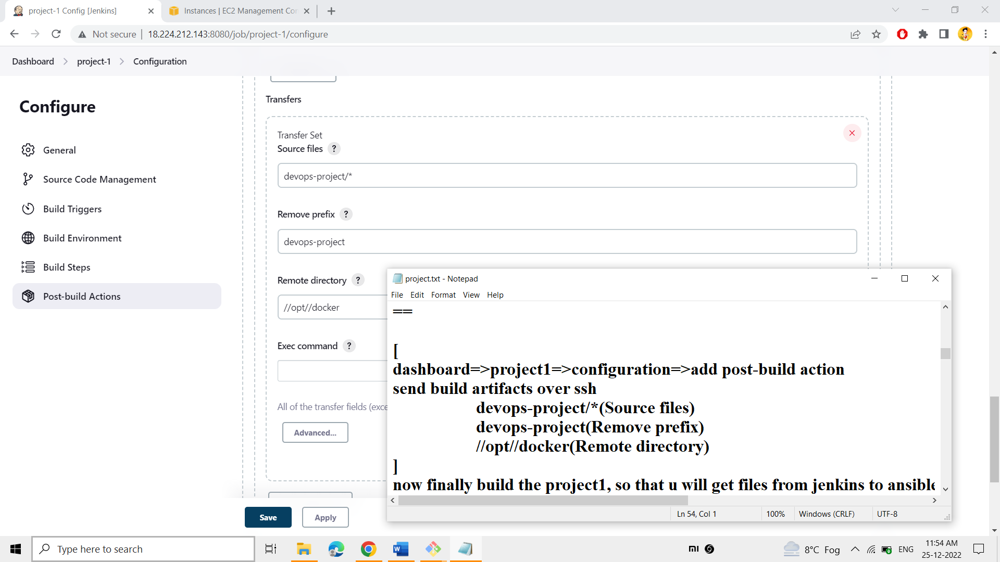 project-1 Config [Jenkins]
Instances | EC2 Management Con
Not secure
18.224.212.143:8080/job/project-1/configure
Dashboard > project-1 > Configuration
Configure
General
Source Code Management
Build Triggers
Build Environment
Build Steps
Post-build Actions
Transfers
Transfer Set
Source files ?
devops-project/*
Remove prefix ?
devops-project
Remote directory ?
//opt//docker
Exec command ?
All of the transfer fields (exce
Advanced...
Save
Apply
project.txt - Notepad
File Edit Format View Help
==
[
dashboard=>project1=>configuration=>add post-build action
send build artifacts over ssh
devops-project/*(Source files)
devops-project(Remove prefix)
//opt//docker(Remote directory)
]
now finally build the project1, so that u will get files from jenkins to ansible
Ln 54, Col 1
100%
Windows (CRLF)
UTF-8
Type here to search
8°C Fog
ENG
11:54 AM
25-12-2022